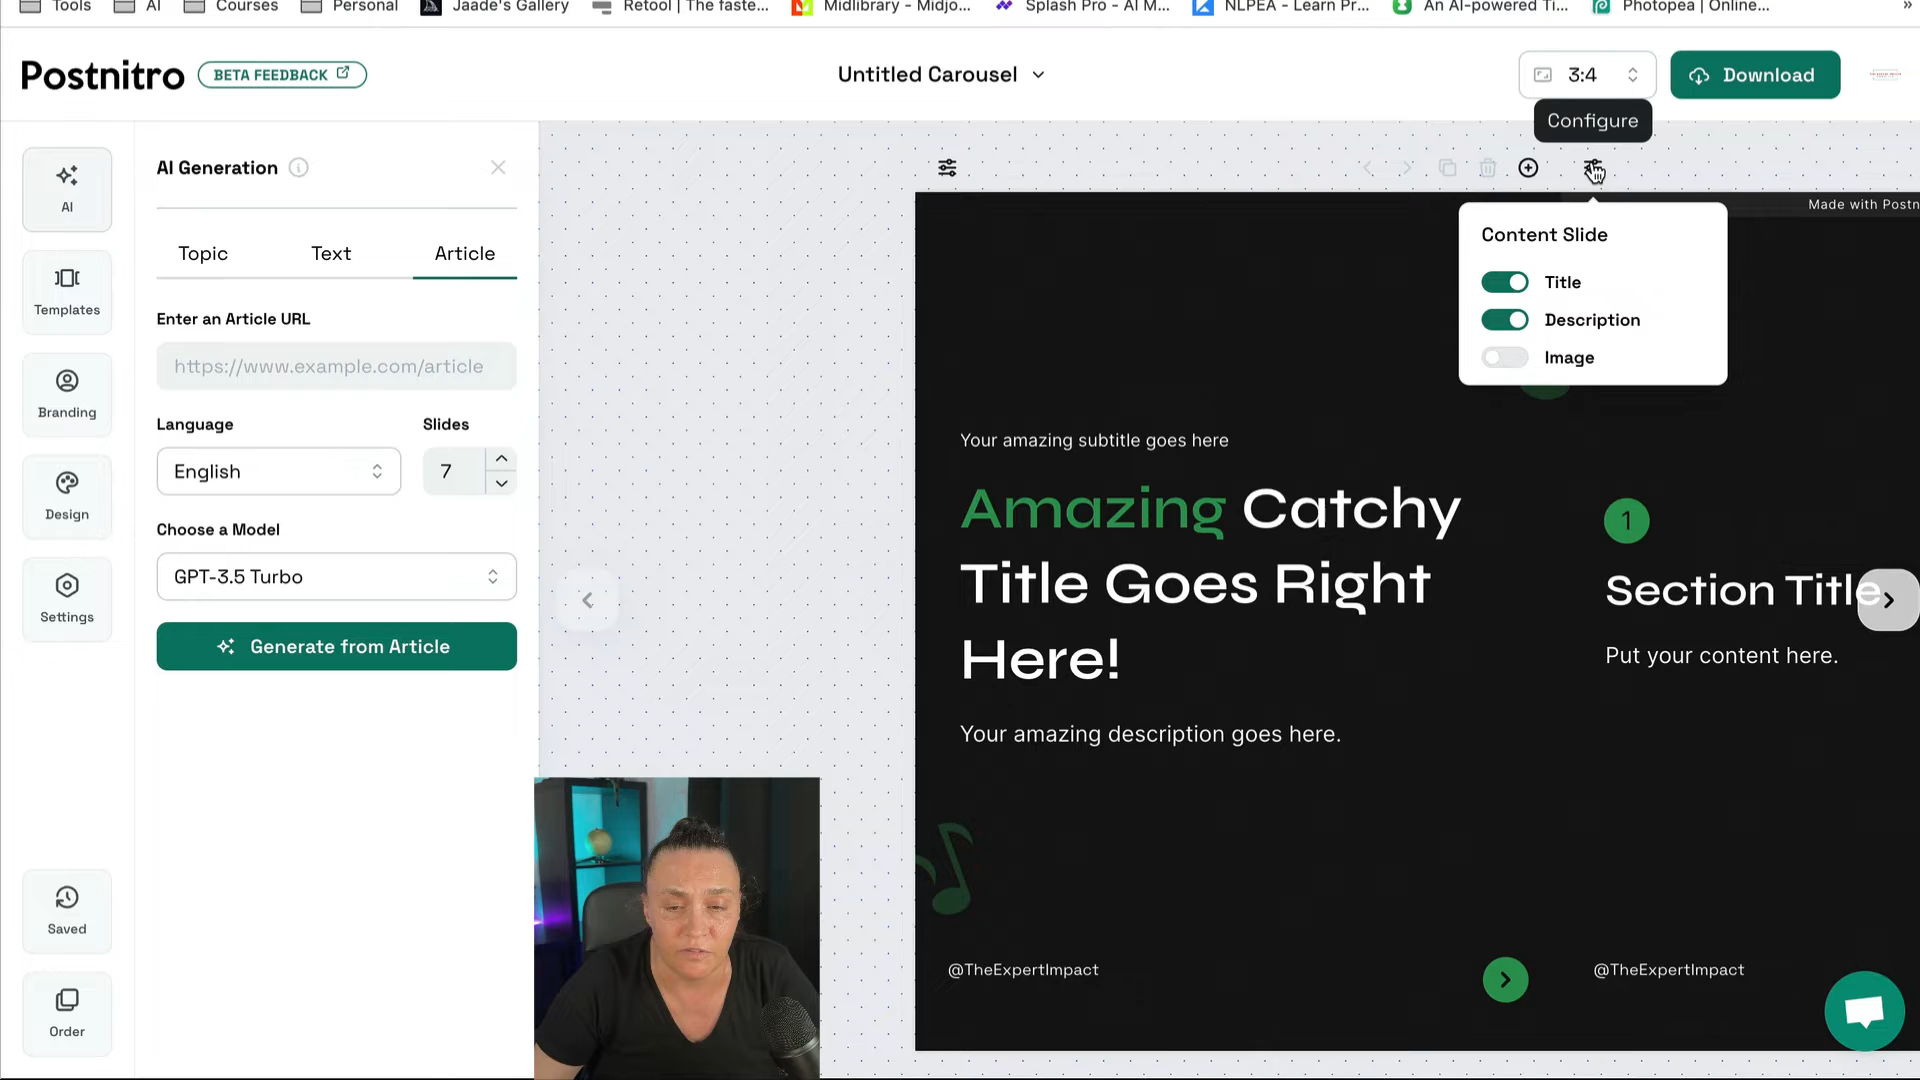 Tools
AI
Courses
Personal
Jaade's Gallery
Retool | The faste...
Midlibrary - Midjo...
Splash Pro - AI M...
NLPEA - Learn Pr...
An AI-powered Ti...
Photopea | Online...
»
Postnitro
BETA FEEDBACK
Untitled Carousel
3:4
Download
Configure
AI
Templates
Branding
Design
Settings
Saved
Order
AI Generation
Topic
Text
Article
Enter an Article URL
https://www.example.com/article
Language
Slides
English
7
Choose a Model
GPT-3.5 Turbo
Generate from Article
Made with Postn
Content Slide
Title
Description
Image
Your amazing subtitle goes here
Amazing Catchy
Title Goes Right
Here!
Your amazing description goes here.
@TheExpertImpact
1
Section Title
Put your content here.
@TheExpertImpact